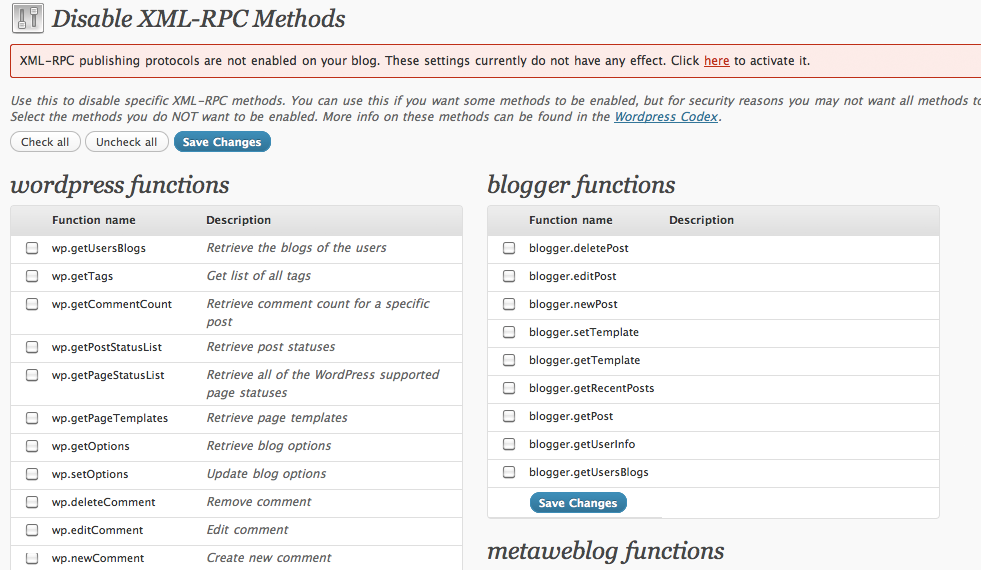 Disable XML-RPC Methods
XML-RPC publishing protocols are not enabled on your blog. These settings currently do not have any effect. Click here to activate it.
Use this to disable specific XML-RPC methods. You can use this if you want some methods to be enabled, but for security reasons you may not want all methods to
Select the methods you do NOT want to be enabled. More info on these methods can be found in the Wordpress Codex.
Check all Uncheck all Save Changes
wordpress functions
Function name Description
wp.getUsersBlogs Retrieve the blogs of the users
wp.getTags Get list of all tags
wp.getCommentCount Retrieve comment count for a specific
post
wp.getPostStatusList Retrieve post statuses
wp.getPageStatusList Retrieve all of the WordPress supported
page statuses
wp.getPageTemplates Retrieve page templates
wp.getOptions Retrieve blog options
wp.setOptions Update blog options
wp.deleteComment Remove comment
wp.editComment Edit comment
wp.newComment Create new comment
blogger functions
Function name Description
blogger.deletePost
blogger.editPost
blogger.newPost
blogger.setTemplate
blogger.getTemplate
blogger.getRecentPosts
blogger.getPost
blogger.getUserInfo
blogger.getUsersBlogs
Save Changes
metaweblog functions